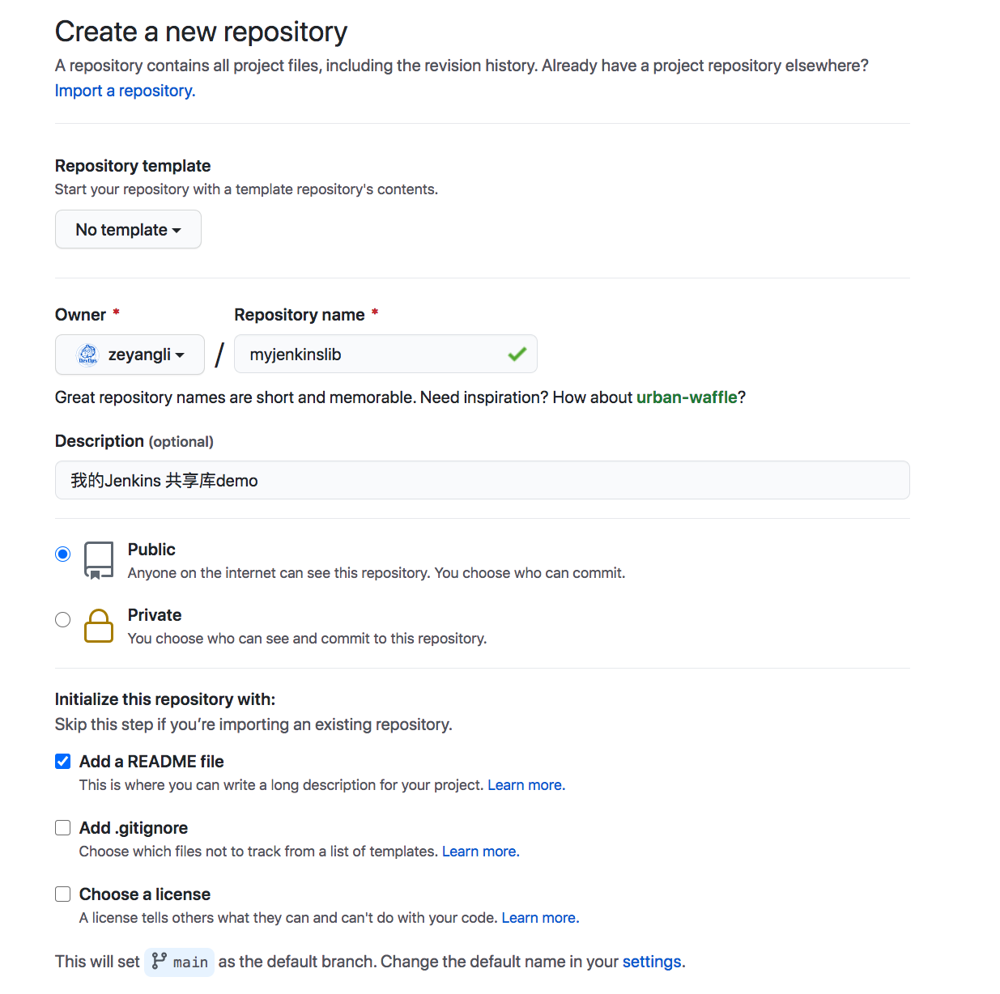 Create a new repository
A repository contains all project files, including the revision history. Already have a project repository elsewhere?
Import a repository.
Repository template
Start your repository with a template repository's contents.
No template
Owner *
Repository name *
DevOps
zeyangli
/
myjenkinslib
Great repository names are short and memorable. Need inspiration? How about urban-waffle?
Description (optional)
我的Jenkins 共享库demo
Public
Anyone on the internet can see this repository. You choose who can commit.
Private
You choose who can see and commit to this repository.
Initialize this repository with:
Skip this step if you’re importing an existing repository.
Add a README file
This is where you can write a long description for your project. Learn more.
Add .gitignore
Choose which files not to track from a list of templates. Learn more.
Choose a license
A license tells others what they can and can't do with your code. Learn more.
This will set main as the default branch. Change the default name in your settings.